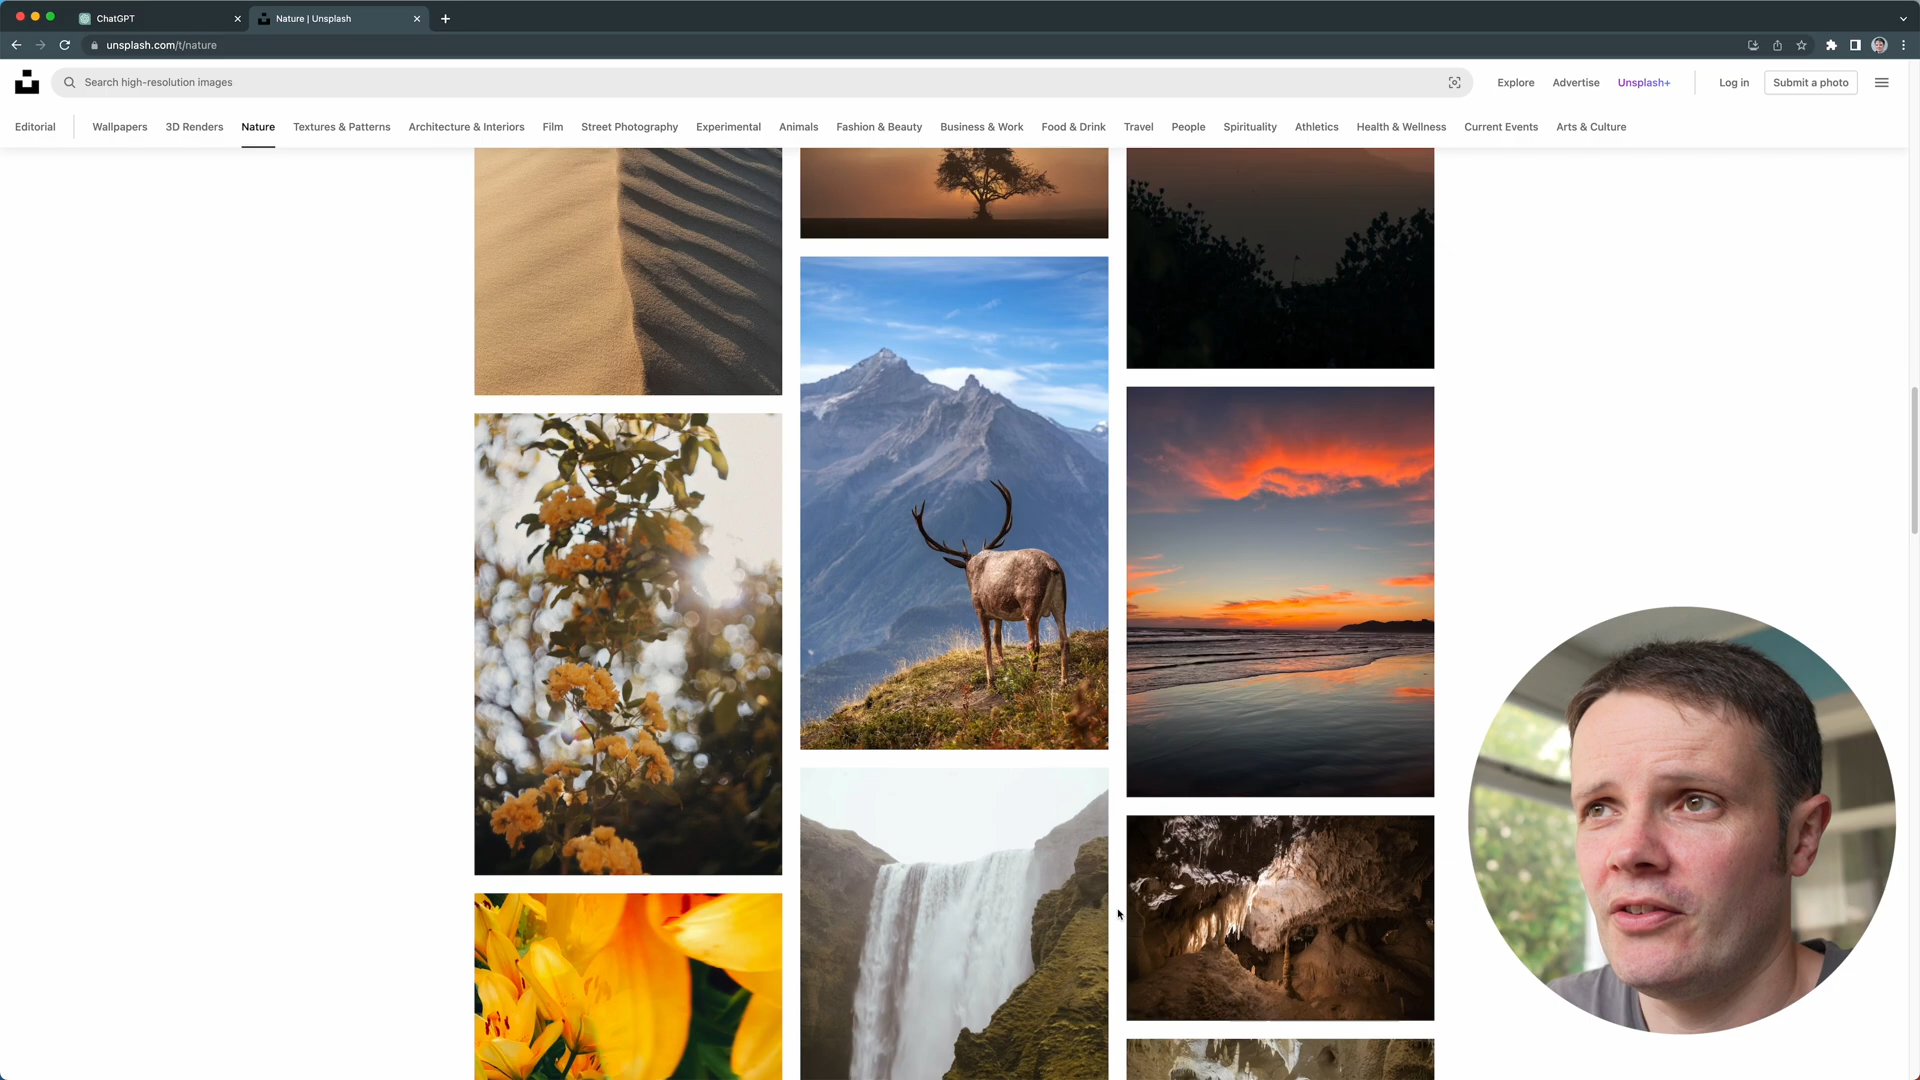 ChatGPT
Nature | Unsplash
unsplash.com/t/nature
Search high-resolution images
Explore
Advertise
Unsplash+
Log in
Submit a photo
Editorial
Wallpapers
3D Renders
Nature
Textures & Patterns
Architecture & Interiors
Film
Street Photography
Experimental
Animals
Fashion & Beauty
Business & Work
Food & Drink
Travel
People
Spirituality
Athletics
Health & Wellness
Current Events
Arts & Culture